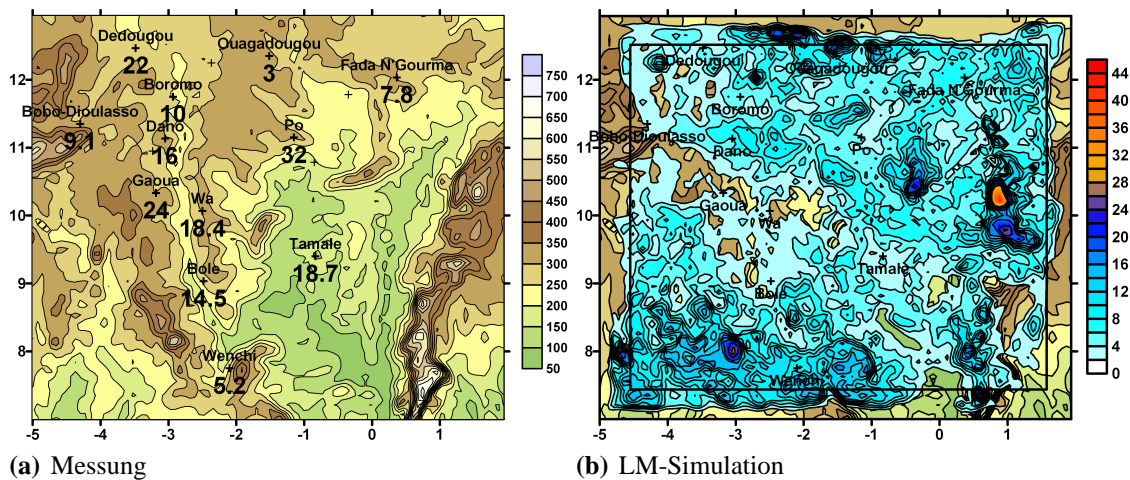 Dedougou
22
Ouagadougou
3
Fada N'Gourma
7.8
Boromo
10
Bobo-Dioulasso
9.1
Dano
16
Po
32
Gaoua
24
Wa
18.4
Tamale
18.7
Bole
14.5
Wenchi
5.2
12
11
10
9
8
-5 -4 -3 -2 -1 0 1
750
700
650
600
550
500
450
400
350
300
250
200
150
100
50
(a) Messung
Dedougou
Ouagadougou
Fada N'Gourma
Boromo
Bobo-Dioulasso
Dano
Po
Gaoua
Wa
Tamale
Bole
Wenchi
12
11
10
9
8
-5 -4 -3 -2 -1 0 1
44
40
36
32
28
24
20
16
12
8
4
0
(b) LM-Simulation